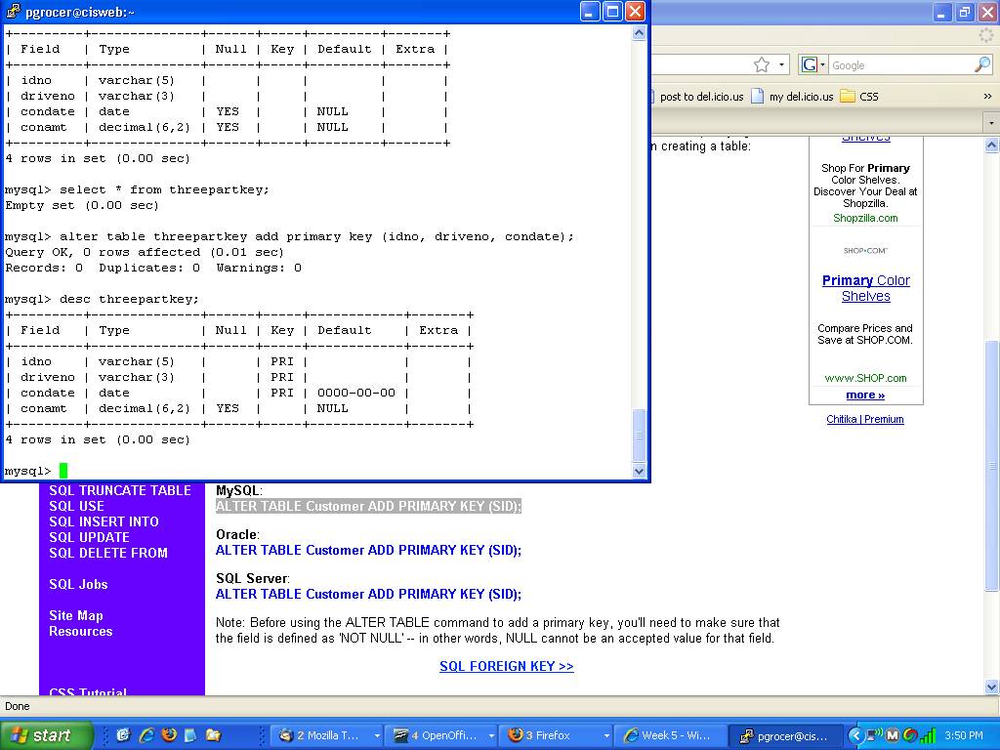 pgrocer@cisweb:~
+---------+--------------+------+-----+---------+-------+
| Field   | Type         | Null | Key | Default | Extra |
+---------+--------------+------+-----+---------+-------+
| idno    | varchar(5)   |      |     |         |       |
| driveno | varchar(3)   |      |     |         |       |
| condate | date         | YES  |     | NULL    |       |
| conamt  | decimal(6,2) | YES  |     | NULL    |       |
+---------+--------------+------+-----+---------+-------+
4 rows in set (0.00 sec)
mysql> select * from threepartkey;
Empty set (0.00 sec)
mysql> alter table threepartkey add primary key (idno, driveno, condate);
Query OK, 0 rows affected (0.01 sec)
Records: 0  Duplicates: 0  Warnings: 0
mysql> desc threepartkey;
+---------+--------------+------+-----+------------+-------+
| Field   | Type         | Null | Key | Default    | Extra |
+---------+--------------+------+-----+------------+-------+
| idno    | varchar(5)   |      | PRI |            |       |
| driveno | varchar(3)   |      | PRI |            |       |
| condate | date         |      | PRI | 0000-00-00 |       |
| conamt  | decimal(6,2) | YES  |     | NULL       |       |
+---------+--------------+------+-----+------------+-------+
4 rows in set (0.00 sec)
mysql>
G Google
post to del.icio.us my del.icio.us CSS »
n creating a table:
Shelves
Shop For Primary
Color Shelves.
Discover Your Deal at
Shopzilla.
Shopzilla.com
SHOP•COM
Primary Color
Shelves
Compare Prices and
Save at SHOP.COM.
www.SHOP.com
more »
Chitika | Premium
SQL TRUNCATE TABLE
SQL USE
SQL INSERT INTO
SQL UPDATE
SQL DELETE FROM
SQL Jobs
Site Map
Resources
CSS Tutorial
MySQL:
ALTER TABLE Customer ADD PRIMARY KEY (SID);
Oracle:
ALTER TABLE Customer ADD PRIMARY KEY (SID);
SQL Server:
ALTER TABLE Customer ADD PRIMARY KEY (SID);
Note: Before using the ALTER TABLE command to add a primary key, you'll need to make sure that
the field is defined as 'NOT NULL' -- in other words, NULL cannot be an accepted value for that field.
SQL FOREIGN KEY >>
Done
start
2 Mozilla T...
4 OpenOffi...
3 Firefox
Week 5 - Wi...
pgrocer@cis...
M
3:50 PM